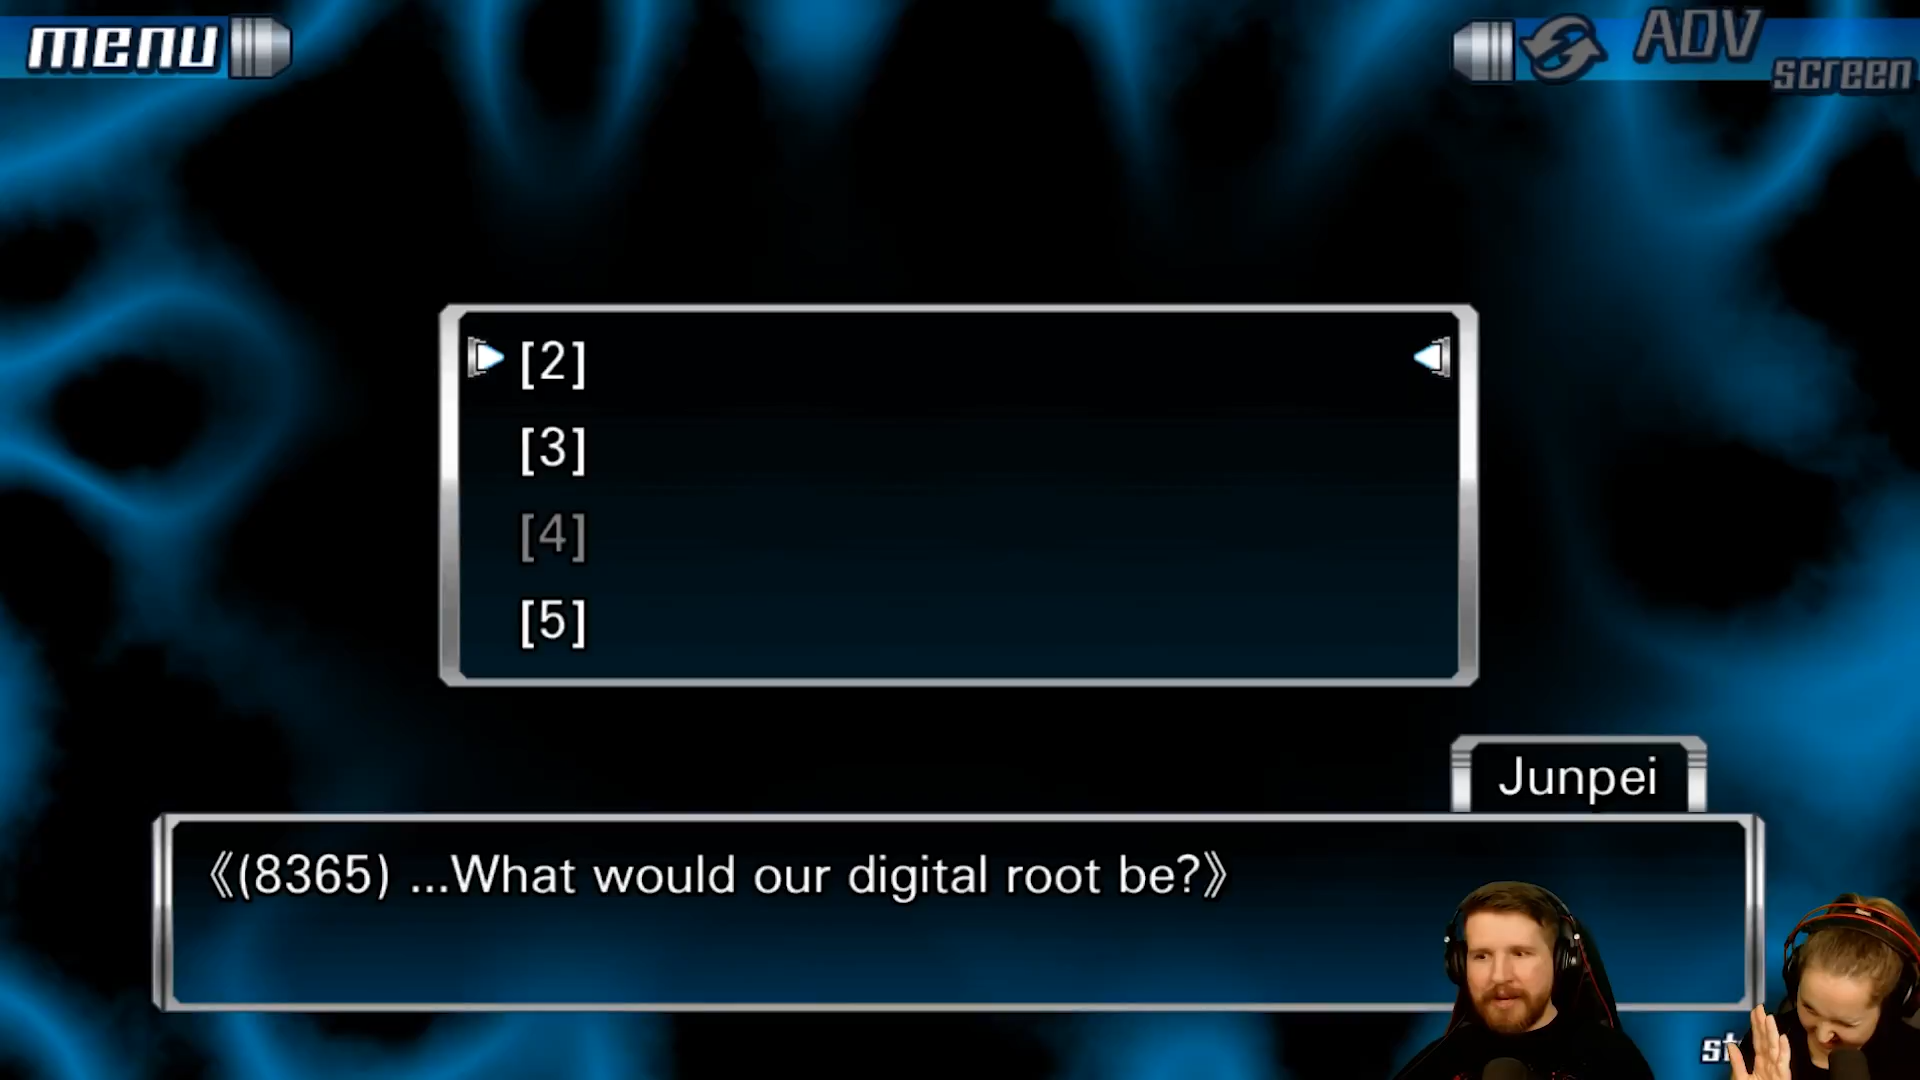 menu
ADV
screen
[2]
[3]
[4]
[5]
Junpei
《(8365) ...What would our digital root be?》